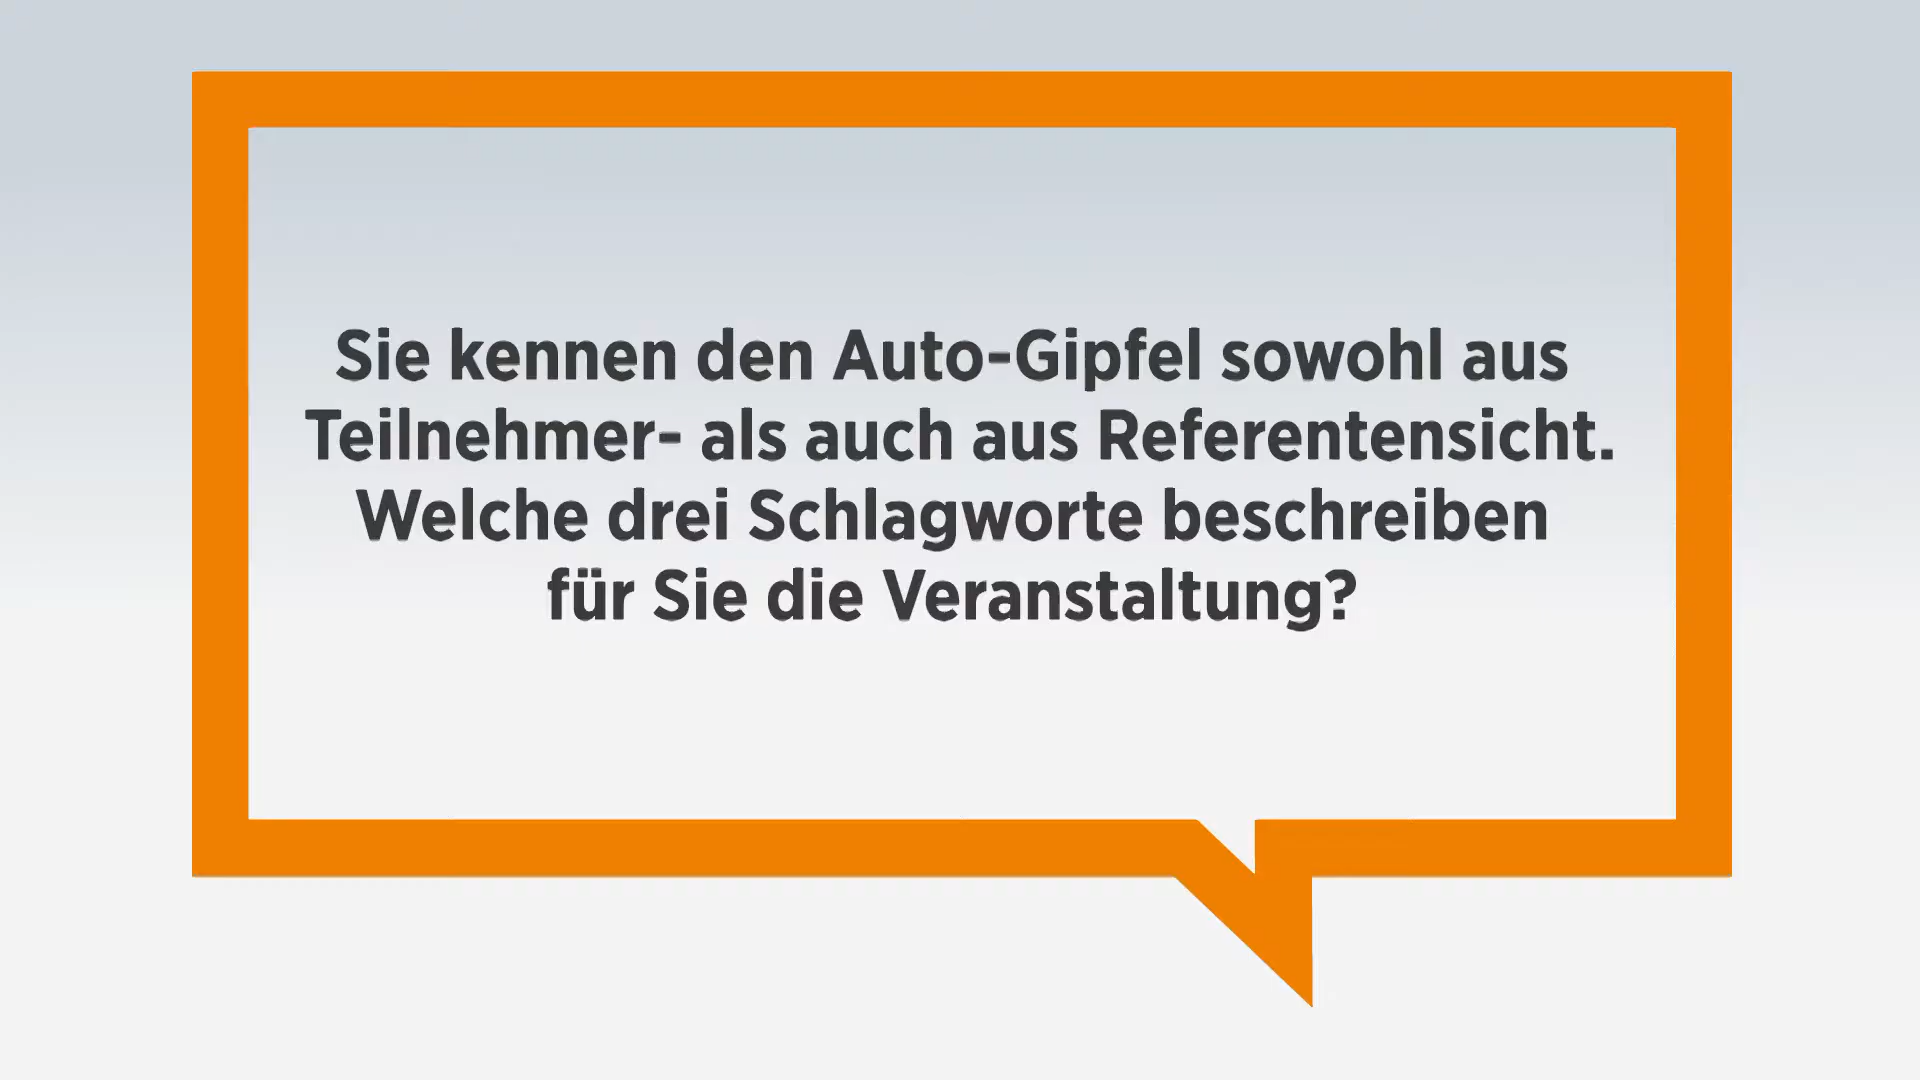 Sie kennen den Auto-Gipfel sowohl aus
Teilnehmer- als auch aus Referentensicht.
Welche drei Schlagworte beschreiben
für Sie die Veranstaltung?